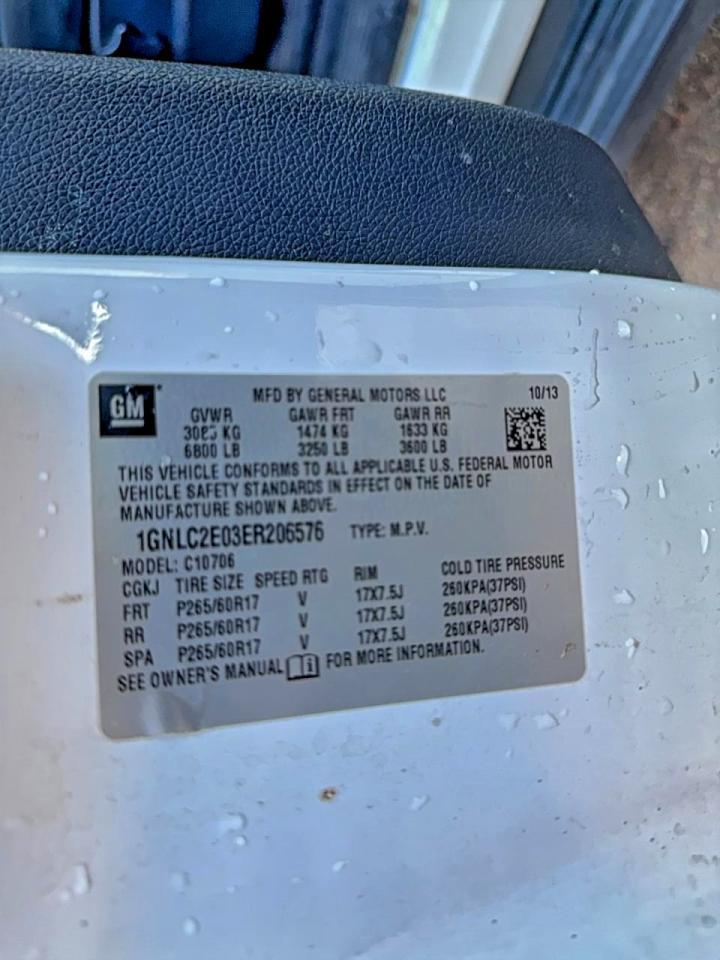 GM MFD BY GENERAL MOTORS LLC 10/13
GVWR GAWR FRT GAWR RR
KG 1474 KG 1633 KG
6800 LB 3250 LB 3600 LB
THIS VEHICLE CONFORMS TO ALL APPLICABLE U.S. FEDERAL MOTOR
VEHICLE SAFETY STANDARDS IN EFFECT ON THE DATE OF
MANUFACTURE SHOWN ABOVE.
1GNLC2E03ER206576 TYPE: M.P.V.
MODEL: C10706
CGKJ TIRE SIZE SPEED RTG RIM COLD TIRE PRESSURE
FRT P265/60R17 V 17X7.5J 260KPA(37PSI)
RR P265/60R17 V 17X7.5J 260KPA(37PSI)
SPA P265/60R17 V 17X7.5J 260KPA(37PSI)
SEE OWNER'S MANUAL i FOR MORE INFORMATION.